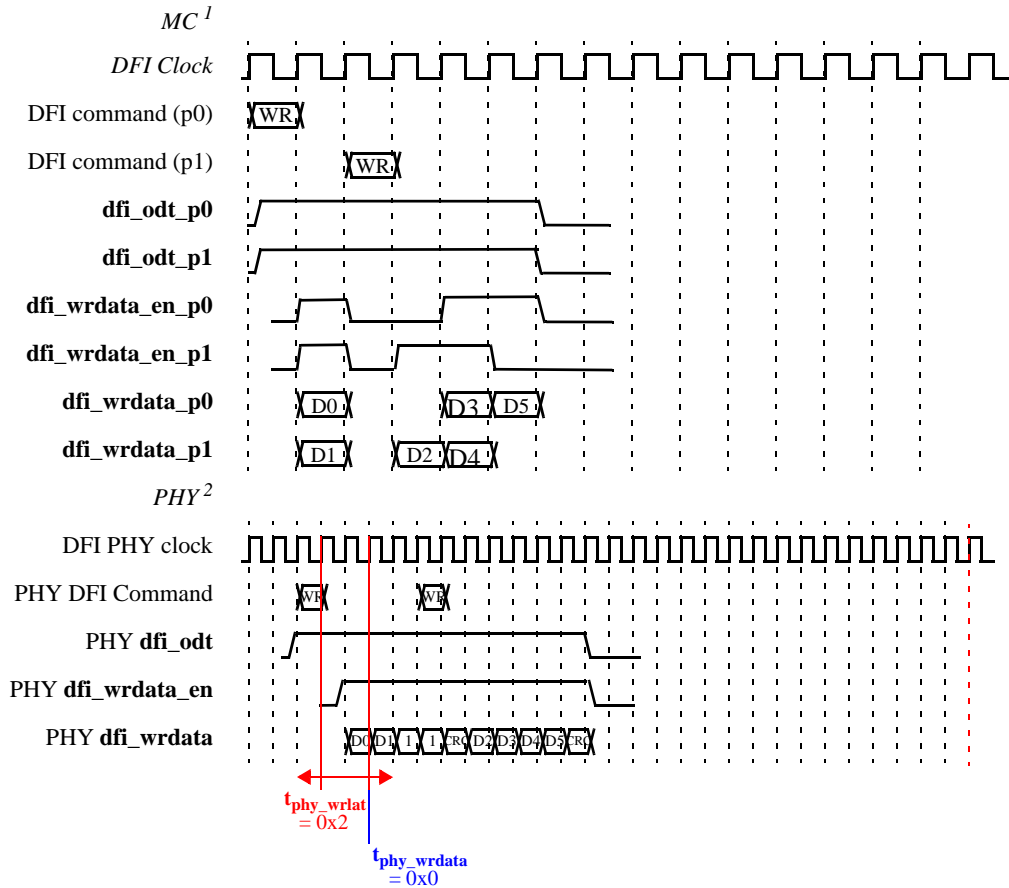 MC 1
DFI Clock
DFI command (p0) WR
DFI command (p1) WR
dfi_odt_p0
dfi_odt_p1
dfi_wrdata_en_p0
dfi_wrdata_en_p1
dfi_wrdata_p0 D0 D3 D5
dfi_wrdata_p1 D1 D2 D4
PHY 2
DFI PHY clock
PHY DFI Command WR WR
PHY dfi_odt
PHY dfi_wrdata_en
PHY dfi_wrdata D0 D1 1 1 CRC D2 D3 D4 D5 CRC
tphy_wrlat
= 0x2
tphy_wrdata
= 0x0